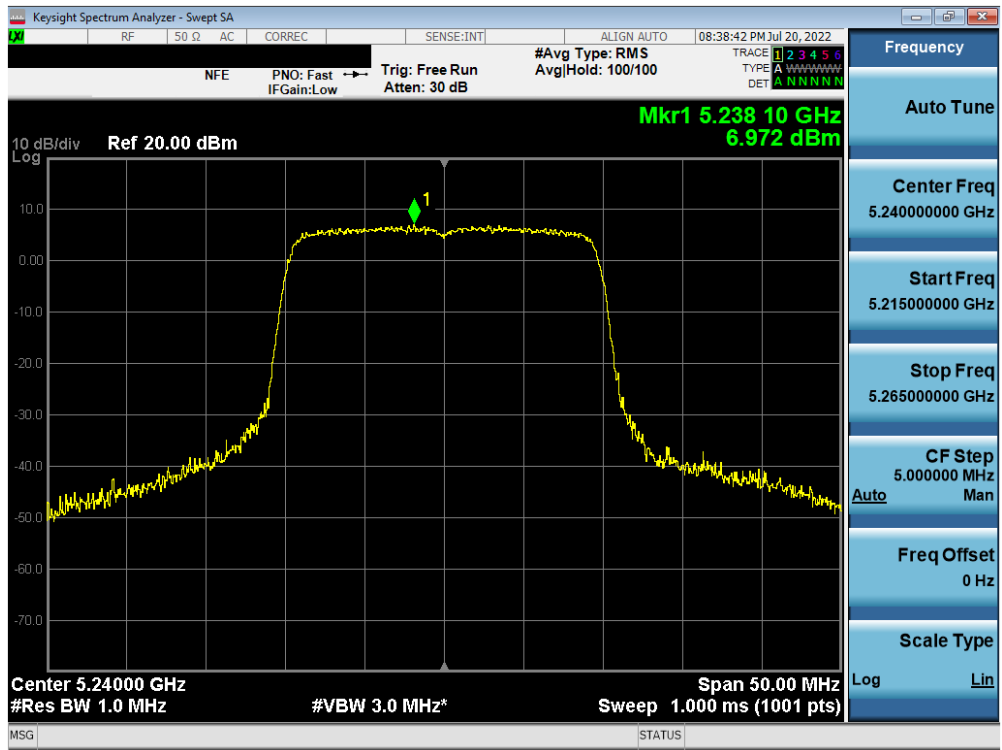 Keysight Spectrum Analyzer - Swept SA
LXI RF 50 Ω AC CORREC SENSE:INT ALIGN AUTO 08:38:42 PM Jul 20, 2022
NFE PNO: Fast Trig: Free Run #Avg Type: RMS TRACE 1 2 3 4 5 6
IFGain:Low Atten: 30 dB Avg|Hold: 100/100 TYPE A WWWWW
DET A N N N N N
Mkr1 5.238 10 GHz
6.972 dBm
10 dB/div Ref 20.00 dBm
Log
1
10.0
0.00
-10.0
-20.0
-30.0
-40.0
-50.0
-60.0
-70.0
Center 5.24000 GHz Span 50.00 MHz
#Res BW 1.0 MHz #VBW 3.0 MHz* Sweep 1.000 ms (1001 pts)
MSG STATUS
Frequency
Auto Tune
Center Freq
5.240000000 GHz
Start Freq
5.215000000 GHz
Stop Freq
5.265000000 GHz
CF Step
5.000000 MHz
Auto Man
Freq Offset
0 Hz
Scale Type
Log Lin